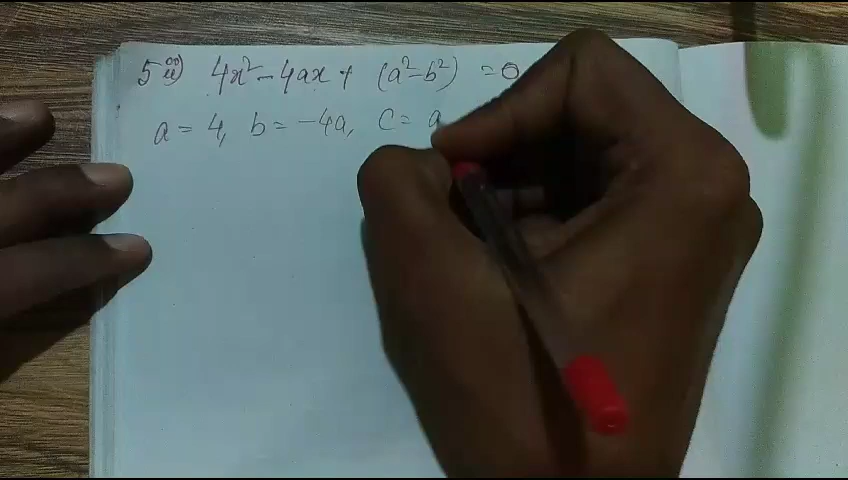 5 ii) 4x² - 4ax + (a² - b²) = 0
a = 4, b = -4a, c = a